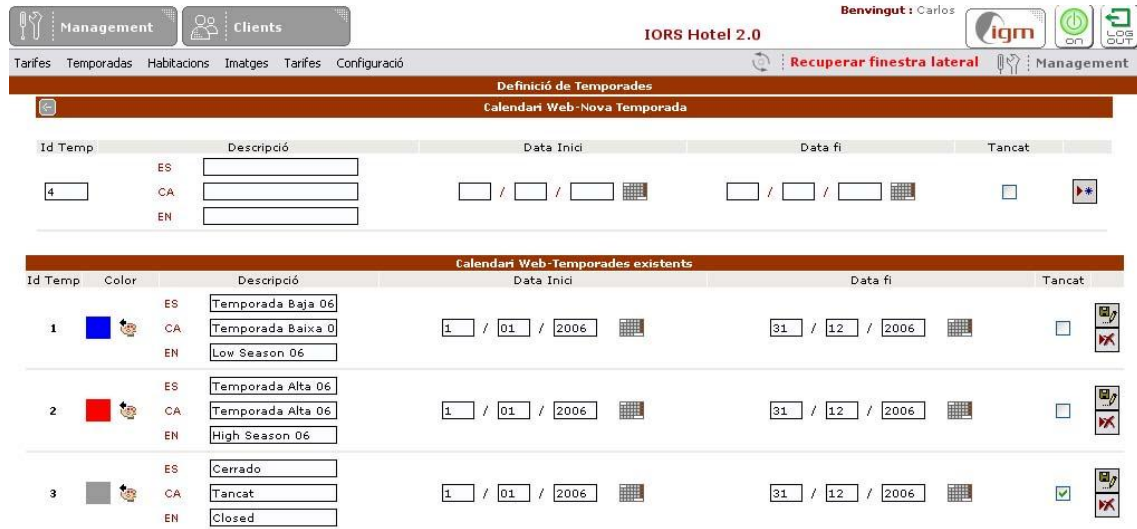 Management Clients
Benvingut : Carlos
IORS Hotel 2.0
igm
on
LOG OUT
Tarifes Temporadas Habitacions Imatges Tarifes Configuració Recuperar finestra lateral Management
Definició de Temporades
Calendari Web-Nova Temporada
Id Temp Descripció Data Inici Data fi Tancat
ES
4 CA / / / /
EN
Calendari Web-Temporades existents
Id Temp Color Descripció Data Inici Data fi Tancat
ES Temporada Baja 06
1 CA Temporada Baixa 0 1 / 01 / 2006 31 / 12 / 2006
EN Low Season 06
ES Temporada Alta 06
2 CA Temporada Alta 06 1 / 01 / 2006 31 / 12 / 2006
EN High Season 06
ES Cerrado
3 CA Tancat 1 / 01 / 2006 31 / 12 / 2006
EN Closed